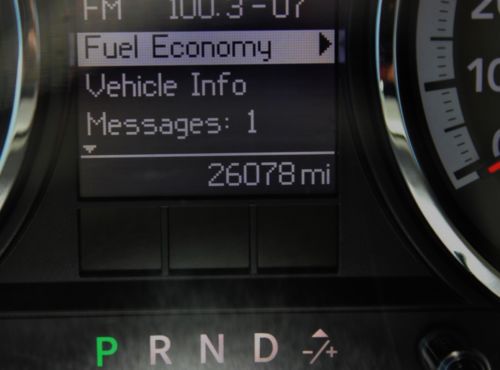 FM 100.3-07
Fuel Economy
Vehicle Info
Messages: 1
26078 mi
P R N D -/+